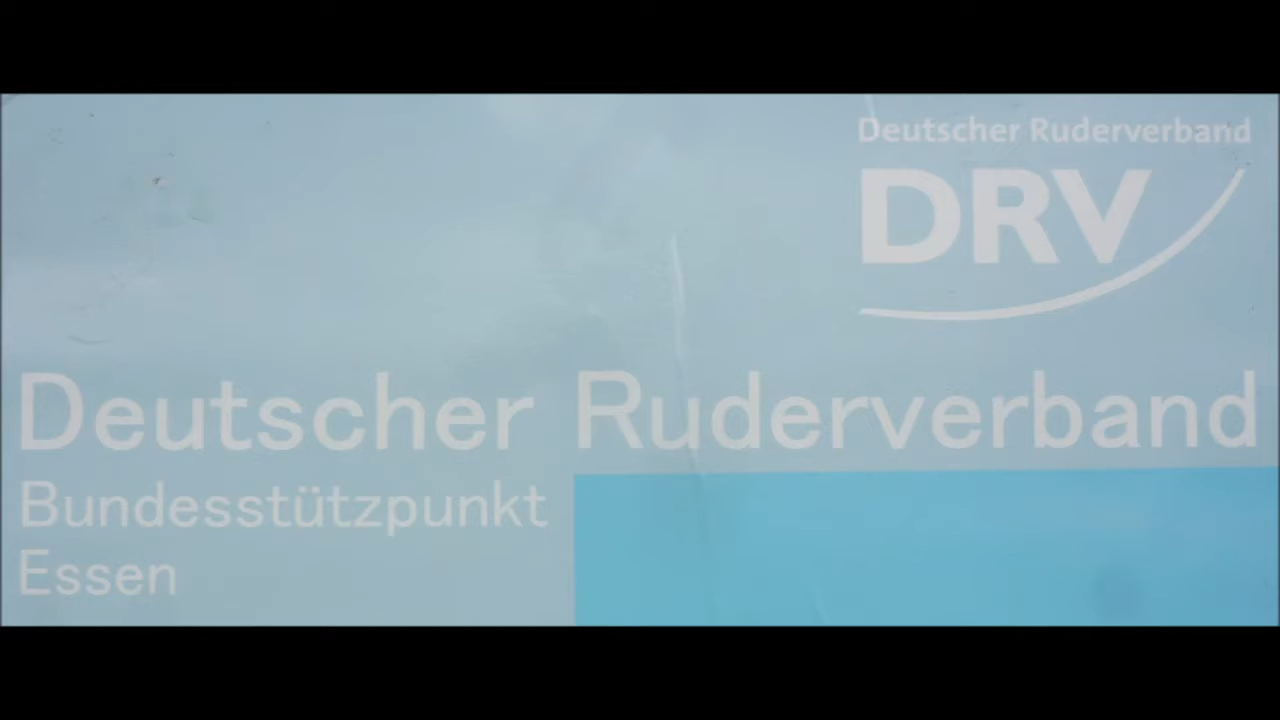 Deutscher Ruderverband
DRV
Deutscher Ruderverband
Bundesstützpunkt
Essen